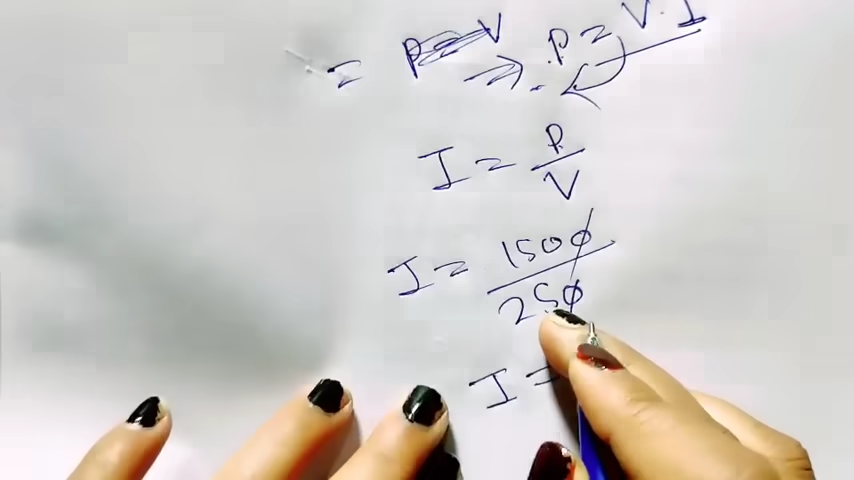 = P = V ⇒ P = V.I
I = P/V
I = 1500/250
I =